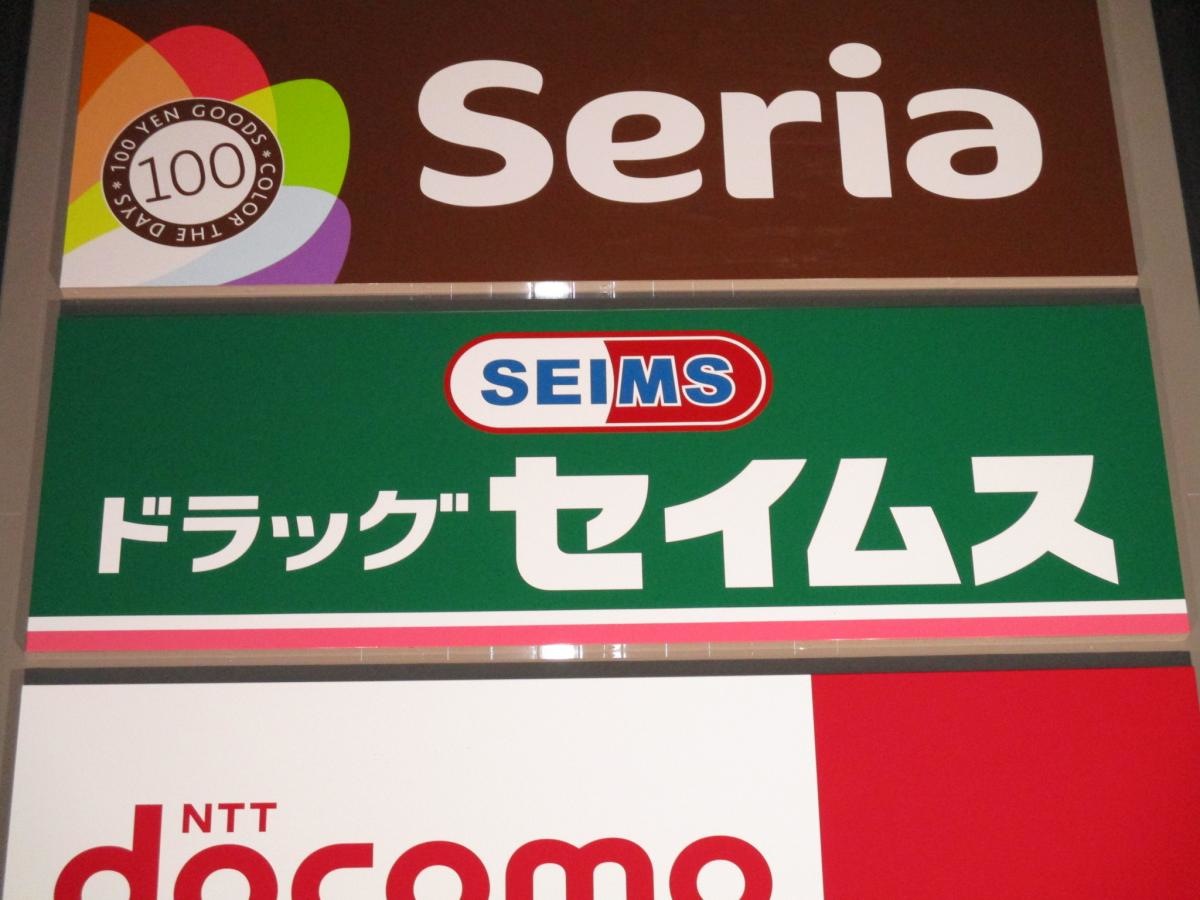 100 YEN GOODS * COLOR THE DAYS *
100
Seria
SEIMS
ドラッグ セイムス
NTT
docomo